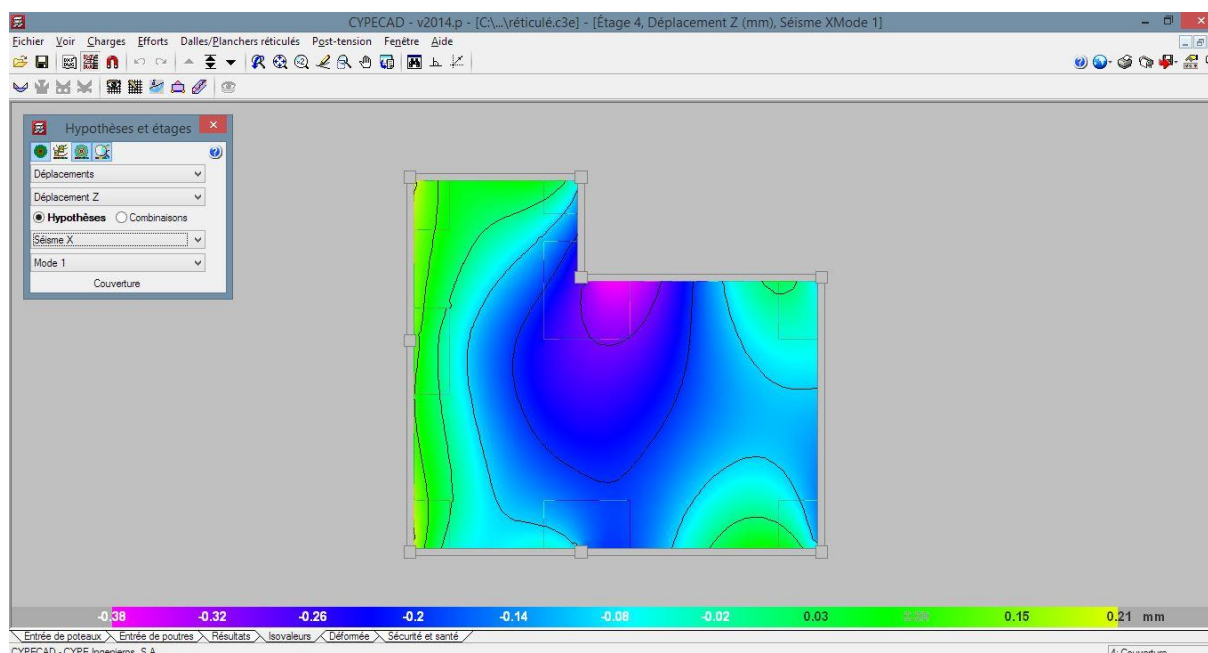 CYPECAD - v2014.p - [C:\...\réticulé.c3e] - [Étage 4, Déplacement Z (mm), Séisme XMode 1]
Fichier Voir Charges Efforts Dalles/Planchers réticulés Post-tension Fenêtre Aide
Hypothèses et étages
Déplacements
Déplacement Z
Hypothèses Combinaisons
Séisme X
Mode 1
Couverture
-0.38 -0.32 -0.26 -0.2 -0.14 -0.08 -0.02 0.03 0.15 0.21 mm
Entrée de poteaux Entrée de poutres Résultats Isovaleurs Déformée Sécurité et santé
CYPECAD - CYPE Ingenieros, S.A. 4: Couverture